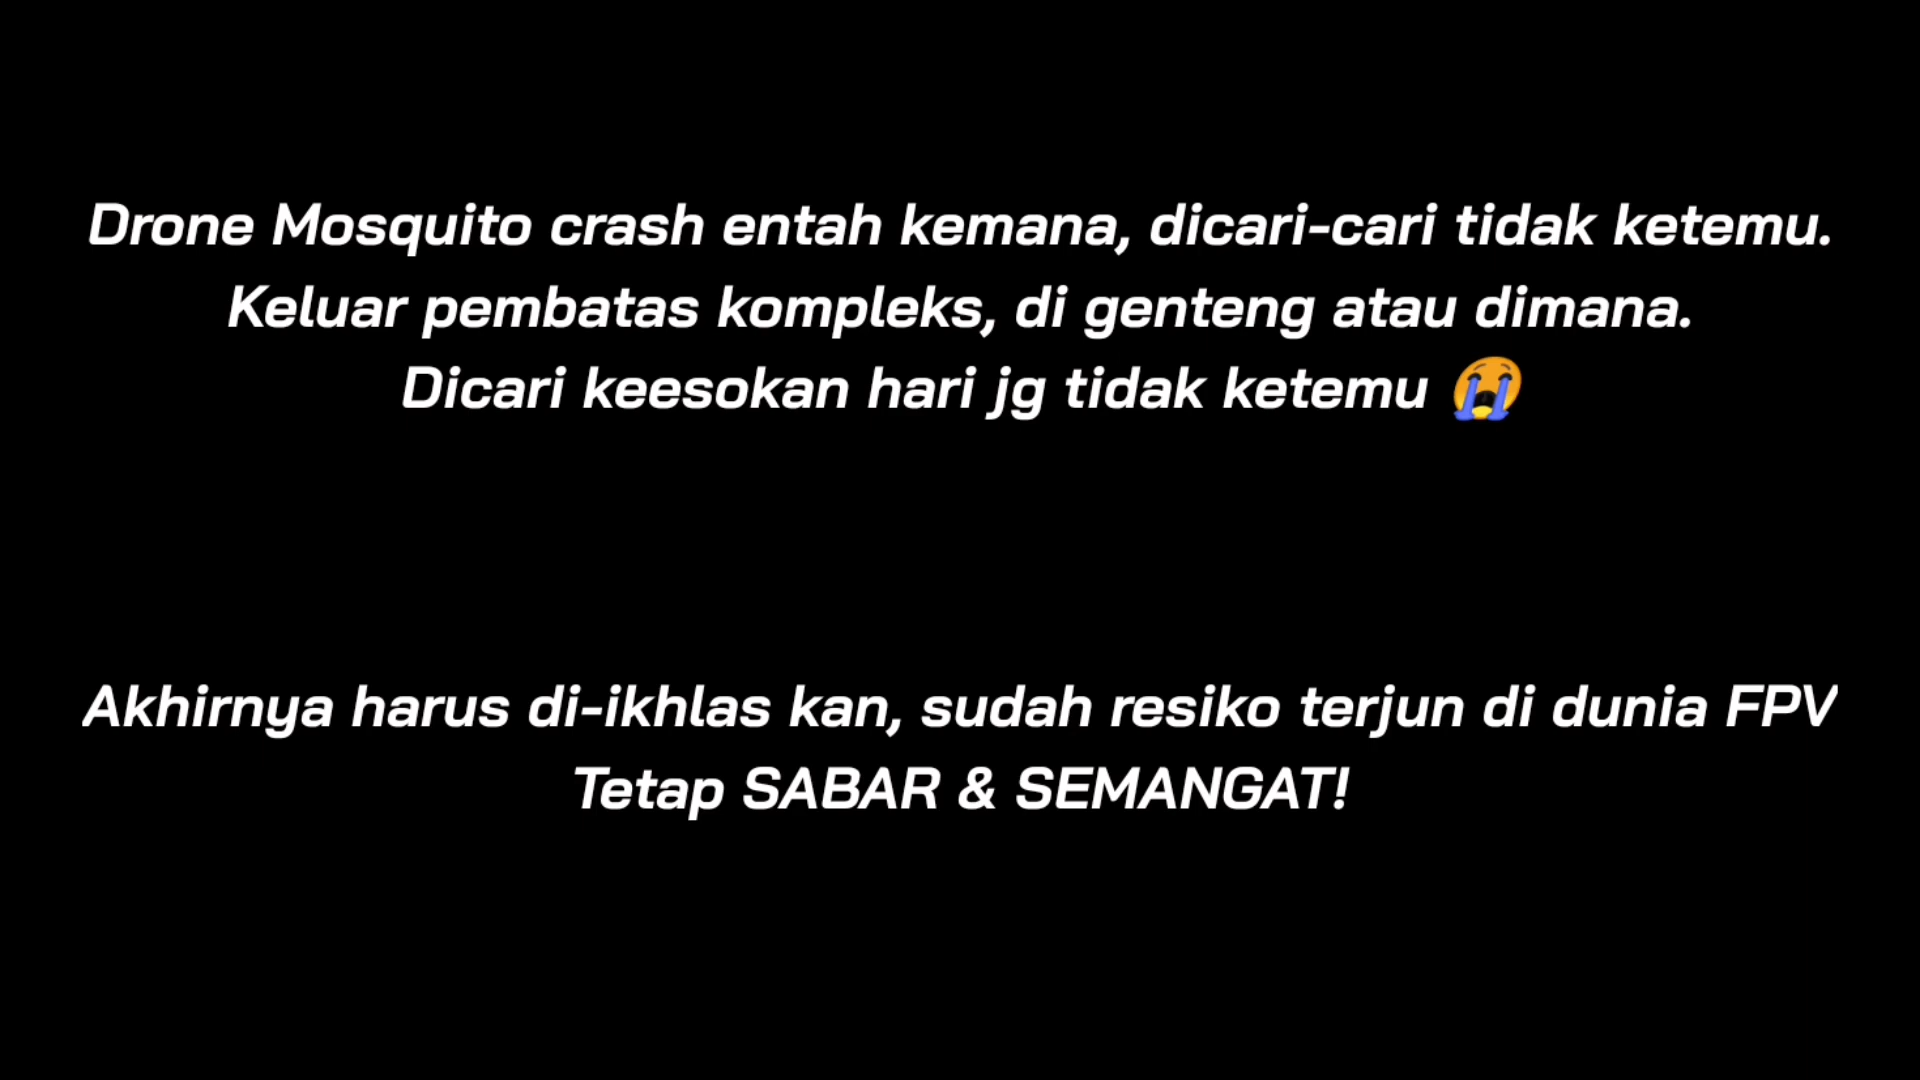 Drone Mosquito crash entah kemana, dicari-cari tidak ketemu.
Keluar pembatas kompleks, di genteng atau dimana.
Dicari keesokan hari jg tidak ketemu 😭
Akhirnya harus di-ikhlas kan, sudah resiko terjun di dunia FPV
Tetap SABAR & SEMANGAT!